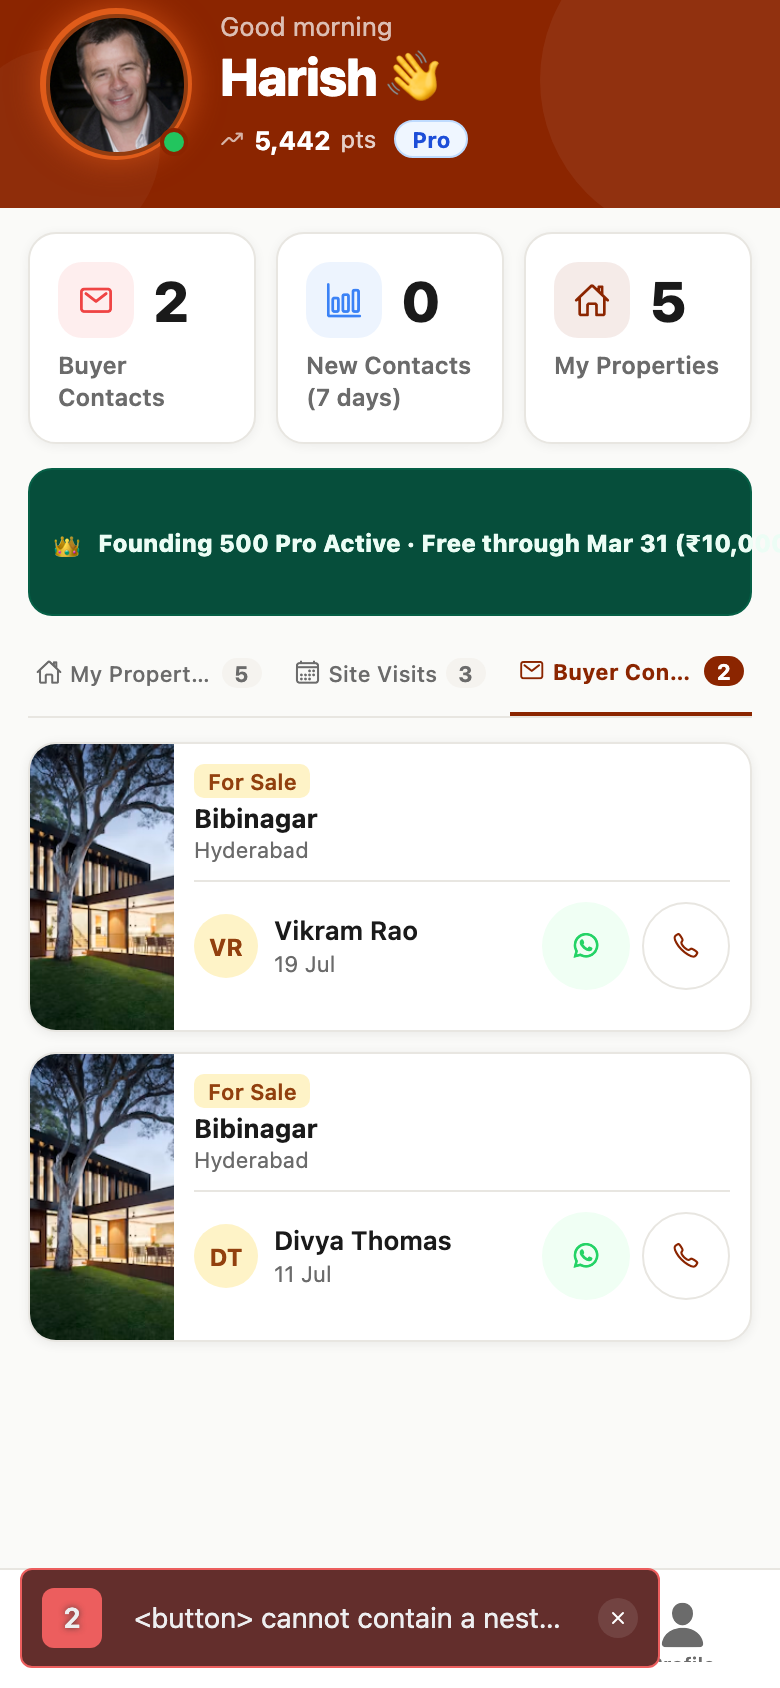 Good morning
Harish 👋
5,442 pts Pro
2
Buyer
Contacts
0
New Contacts
(7 days)
5
My Properties
👑 Founding 500 Pro Active · Free through Mar 31 (₹10,0
My Propert... 5
Site Visits 3
Buyer Con... 2
For Sale
Bibinagar
Hyderabad
VR
Vikram Rao
19 Jul
For Sale
Bibinagar
Hyderabad
DT
Divya Thomas
11 Jul
2 <button> cannot contain a nest...